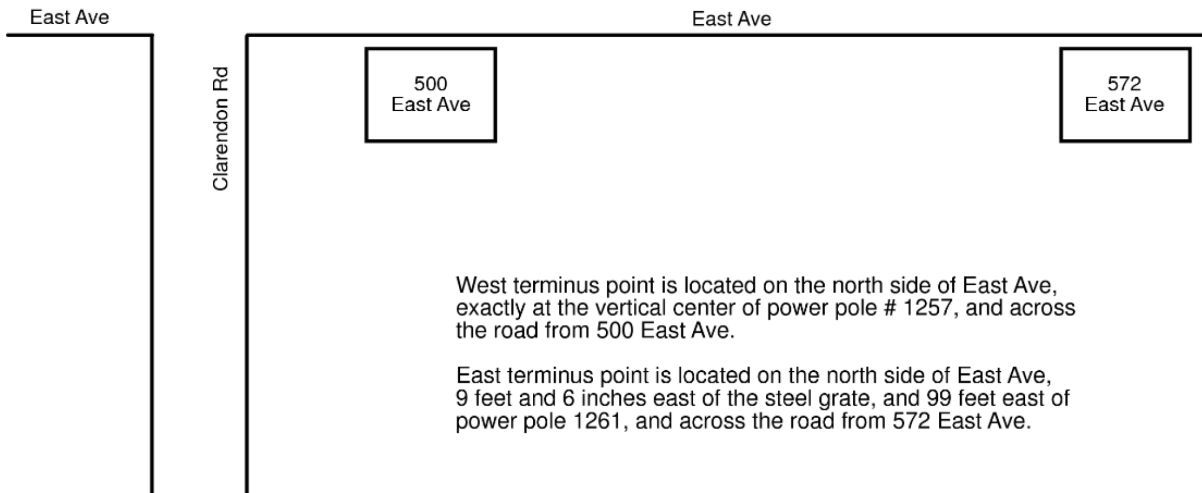 East Ave
East Ave
Clarendon Rd
500
East Ave
572
East Ave
West terminus point is located on the north side of East Ave,
exactly at the vertical center of power pole # 1257, and across
the road from 500 East Ave.
East terminus point is located on the north side of East Ave,
9 feet and 6 inches east of the steel grate, and 99 feet east of
power pole 1261, and across the road from 572 East Ave.